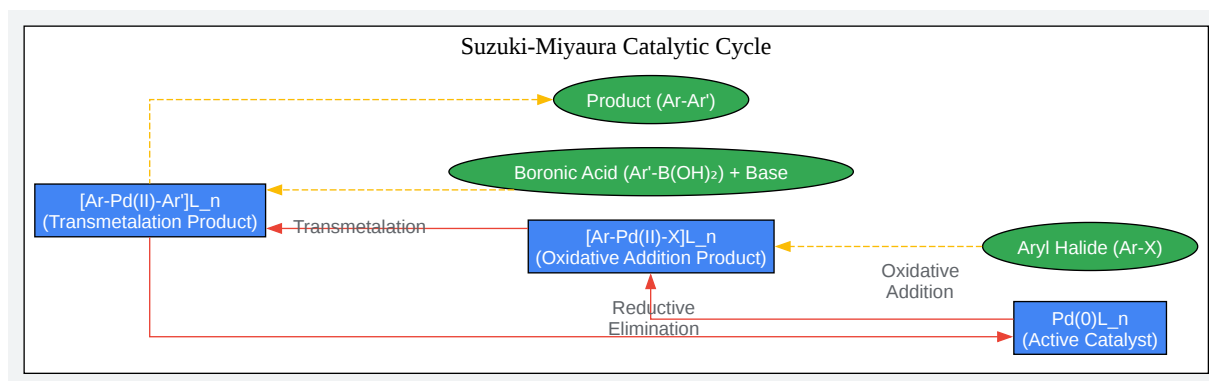 Suzuki-Miyaura Catalytic Cycle
Product (Ar-Ar')
Boronic Acid (Ar'-B(OH)₂) + Base
[Ar-Pd(II)-Ar']L_n
(Transmetalation Product)
Transmetalation
[Ar-Pd(II)-X]L_n
(Oxidative Addition Product)
Aryl Halide (Ar-X)
Oxidative
Addition
Reductive
Elimination
Pd(0)L_n
(Active Catalyst)